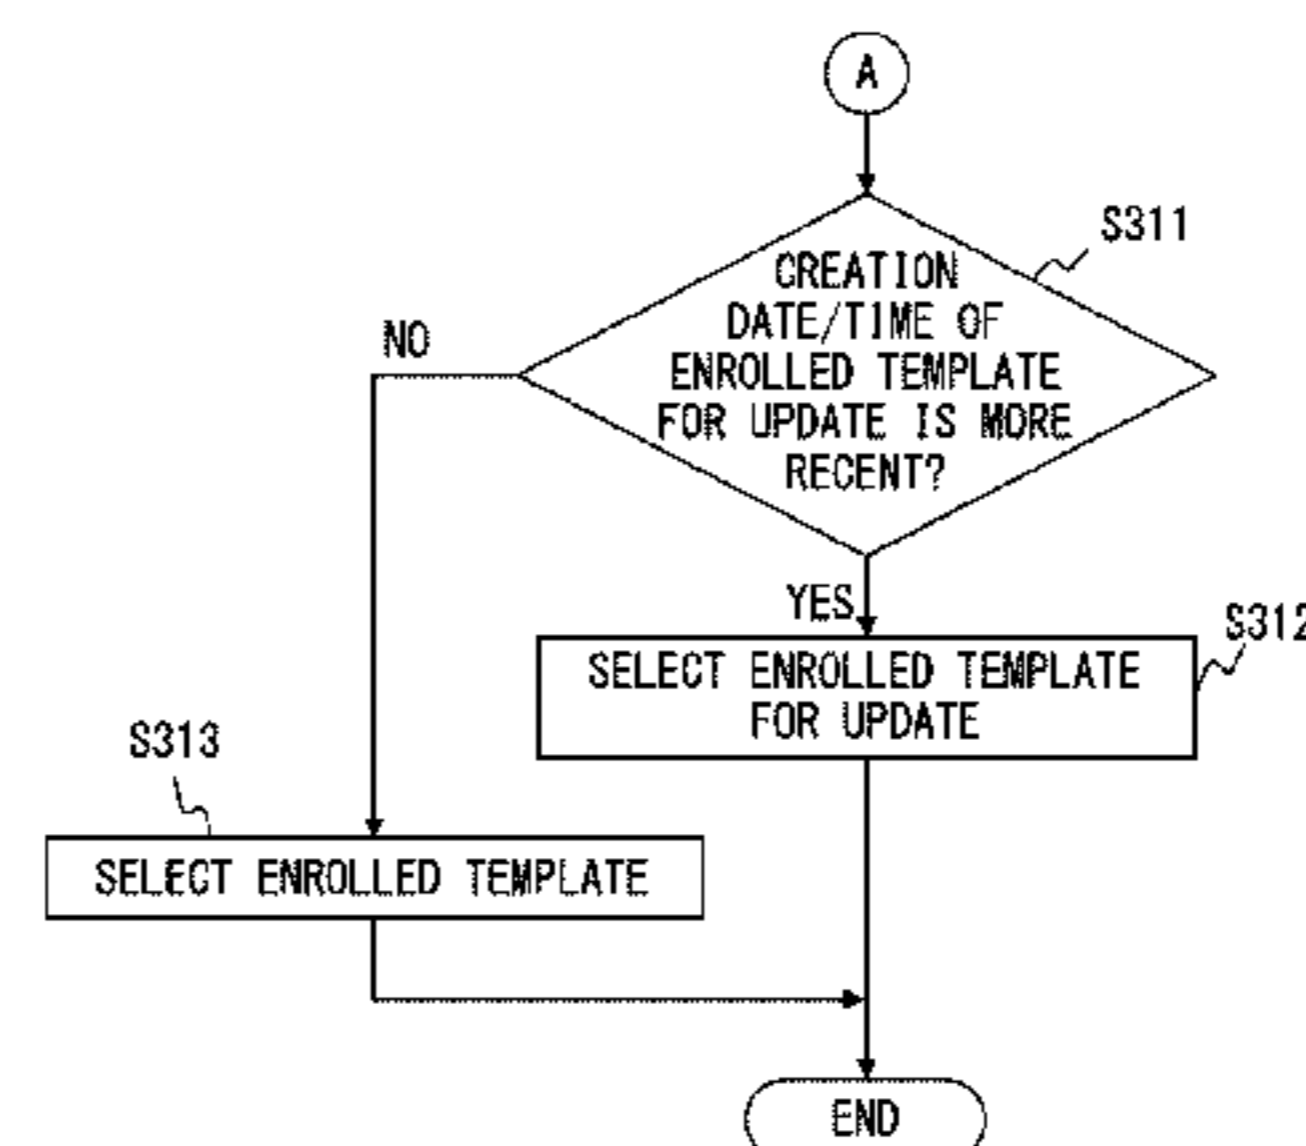 A
S311
CREATION
DATE/TIME OF
ENROLLED TEMPLATE
FOR UPDATE IS MORE
RECENT?
NO
YES
S312
SELECT ENROLLED TEMPLATE
FOR UPDATE
S313
SELECT ENROLLED TEMPLATE
END